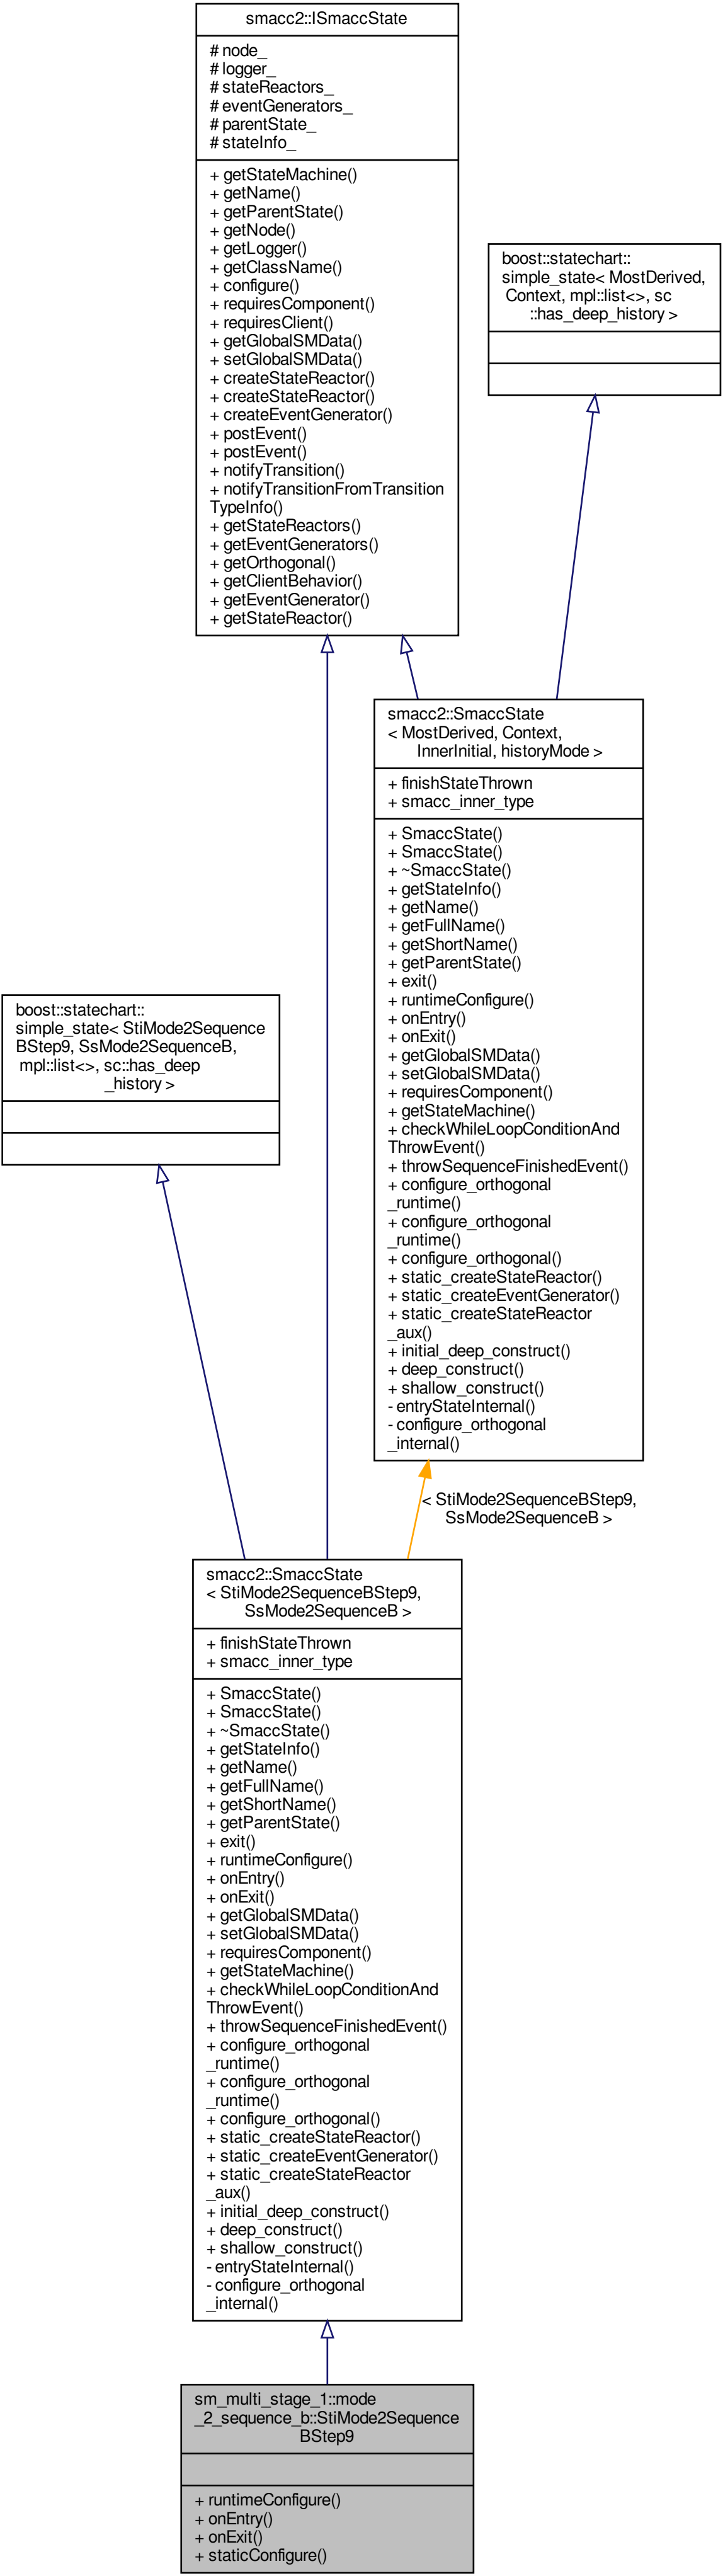 smacc2::ISmaccState
# node_
# logger_
# stateReactors_
# eventGenerators_
# parentState_
# stateInfo_
+ getStateMachine()
+ getName()
+ getParentState()
+ getNode()
+ getLogger()
+ getClassName()
+ configure()
+ requiresComponent()
+ requiresClient()
+ getGlobalSMData()
+ setGlobalSMData()
+ createStateReactor()
+ createStateReactor()
+ createEventGenerator()
+ postEvent()
+ postEvent()
+ notifyTransition()
+ notifyTransitionFromTransition
TypeInfo()
+ getStateReactors()
+ getEventGenerators()
+ getOrthogonal()
+ getClientBehavior()
+ getEventGenerator()
+ getStateReactor()
boost::statechart::
simple_state< MostDerived,
Context, mpl::list<>, sc
::has_deep_history >
smacc2::SmaccState
< MostDerived, Context,
InnerInitial, historyMode >
+ finishStateThrown
+ smacc_inner_type
+ SmaccState()
+ SmaccState()
+ ~SmaccState()
+ getStateInfo()
+ getName()
+ getFullName()
+ getShortName()
+ getParentState()
+ exit()
+ runtimeConfigure()
+ onEntry()
+ onExit()
+ getGlobalSMData()
+ setGlobalSMData()
+ requiresComponent()
+ getStateMachine()
+ checkWhileLoopConditionAnd
ThrowEvent()
+ throwSequenceFinishedEvent()
+ configure_orthogonal
_runtime()
+ configure_orthogonal
_runtime()
+ configure_orthogonal()
+ static_createStateReactor()
+ static_createEventGenerator()
+ static_createStateReactor
_aux()
+ initial_deep_construct()
+ deep_construct()
+ shallow_construct()
- entryStateInternal()
- configure_orthogonal
_internal()
boost::statechart::
simple_state< StiMode2Sequence
BStep9, SsMode2SequenceB,
mpl::list<>, sc::has_deep
_history >
< StiMode2SequenceBStep9,
SsMode2SequenceB >
smacc2::SmaccState
< StiMode2SequenceBStep9,
SsMode2SequenceB >
+ finishStateThrown
+ smacc_inner_type
+ SmaccState()
+ SmaccState()
+ ~SmaccState()
+ getStateInfo()
+ getName()
+ getFullName()
+ getShortName()
+ getParentState()
+ exit()
+ runtimeConfigure()
+ onEntry()
+ onExit()
+ getGlobalSMData()
+ setGlobalSMData()
+ requiresComponent()
+ getStateMachine()
+ checkWhileLoopConditionAnd
ThrowEvent()
+ throwSequenceFinishedEvent()
+ configure_orthogonal
_runtime()
+ configure_orthogonal
_runtime()
+ configure_orthogonal()
+ static_createStateReactor()
+ static_createEventGenerator()
+ static_createStateReactor
_aux()
+ initial_deep_construct()
+ deep_construct()
+ shallow_construct()
- entryStateInternal()
- configure_orthogonal
_internal()
sm_multi_stage_1::mode
_2_sequence_b::StiMode2Sequence
BStep9
+ runtimeConfigure()
+ onEntry()
+ onExit()
+ staticConfigure()